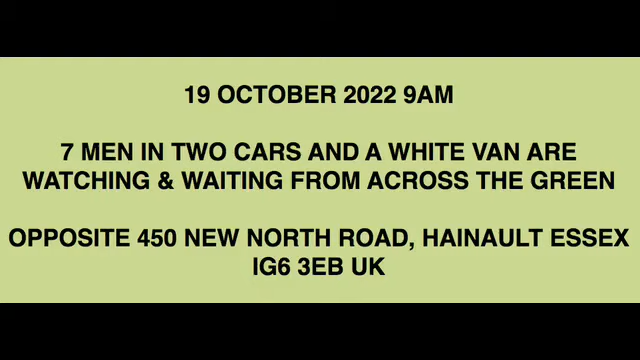 19 OCTOBER 2022 9AM
7 MEN IN TWO CARS AND A WHITE VAN ARE
WATCHING & WAITING FROM ACROSS THE GREEN
OPPOSITE 450 NEW NORTH ROAD, HAINAULT ESSEX
IG6 3EB UK